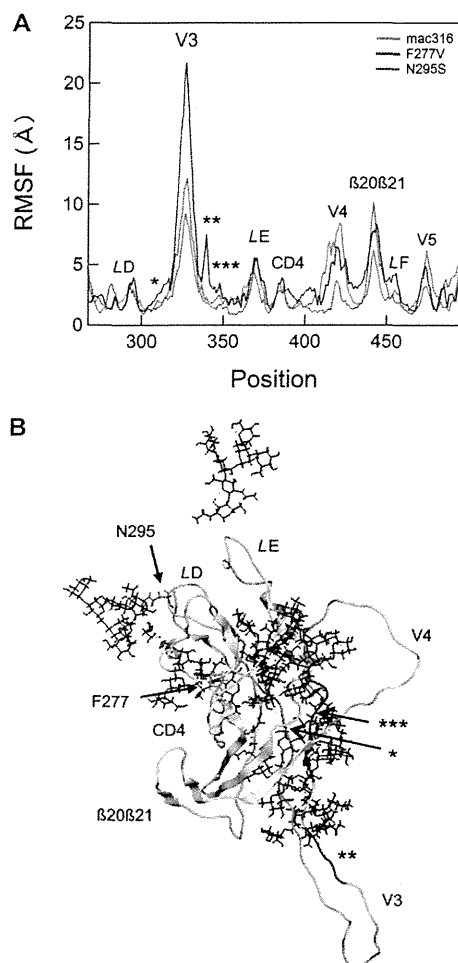 A
V3
mac316
F277V
N295S
25
20
15
10
5
0
RMSF (Å)
**
***
*
LD
LE
CD4
V4
ß20ß21
LF
V5
300
350
400
450
Position
B
N295
LD
LE
V4
F277
CD4
***
*
ß20ß21
**
V3